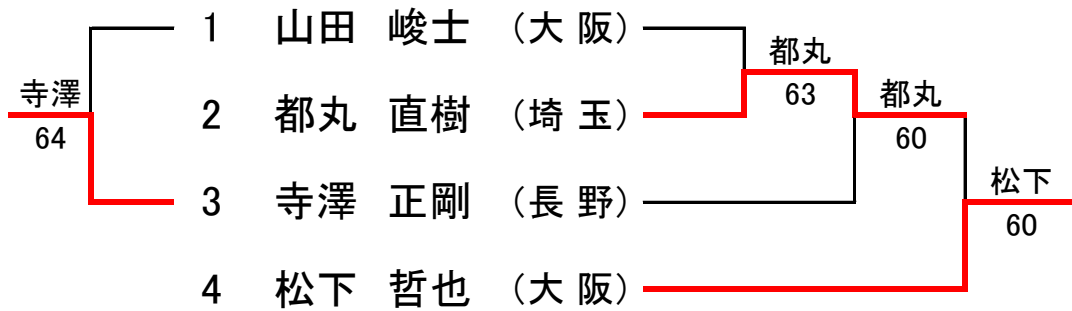 1 山田 峻士 (大 阪)
都丸
63
寺澤
64
2 都丸 直樹 (埼 玉)
都丸
60
3 寺澤 正剛 (長 野)
松下
60
4 松下 哲也 (大 阪)